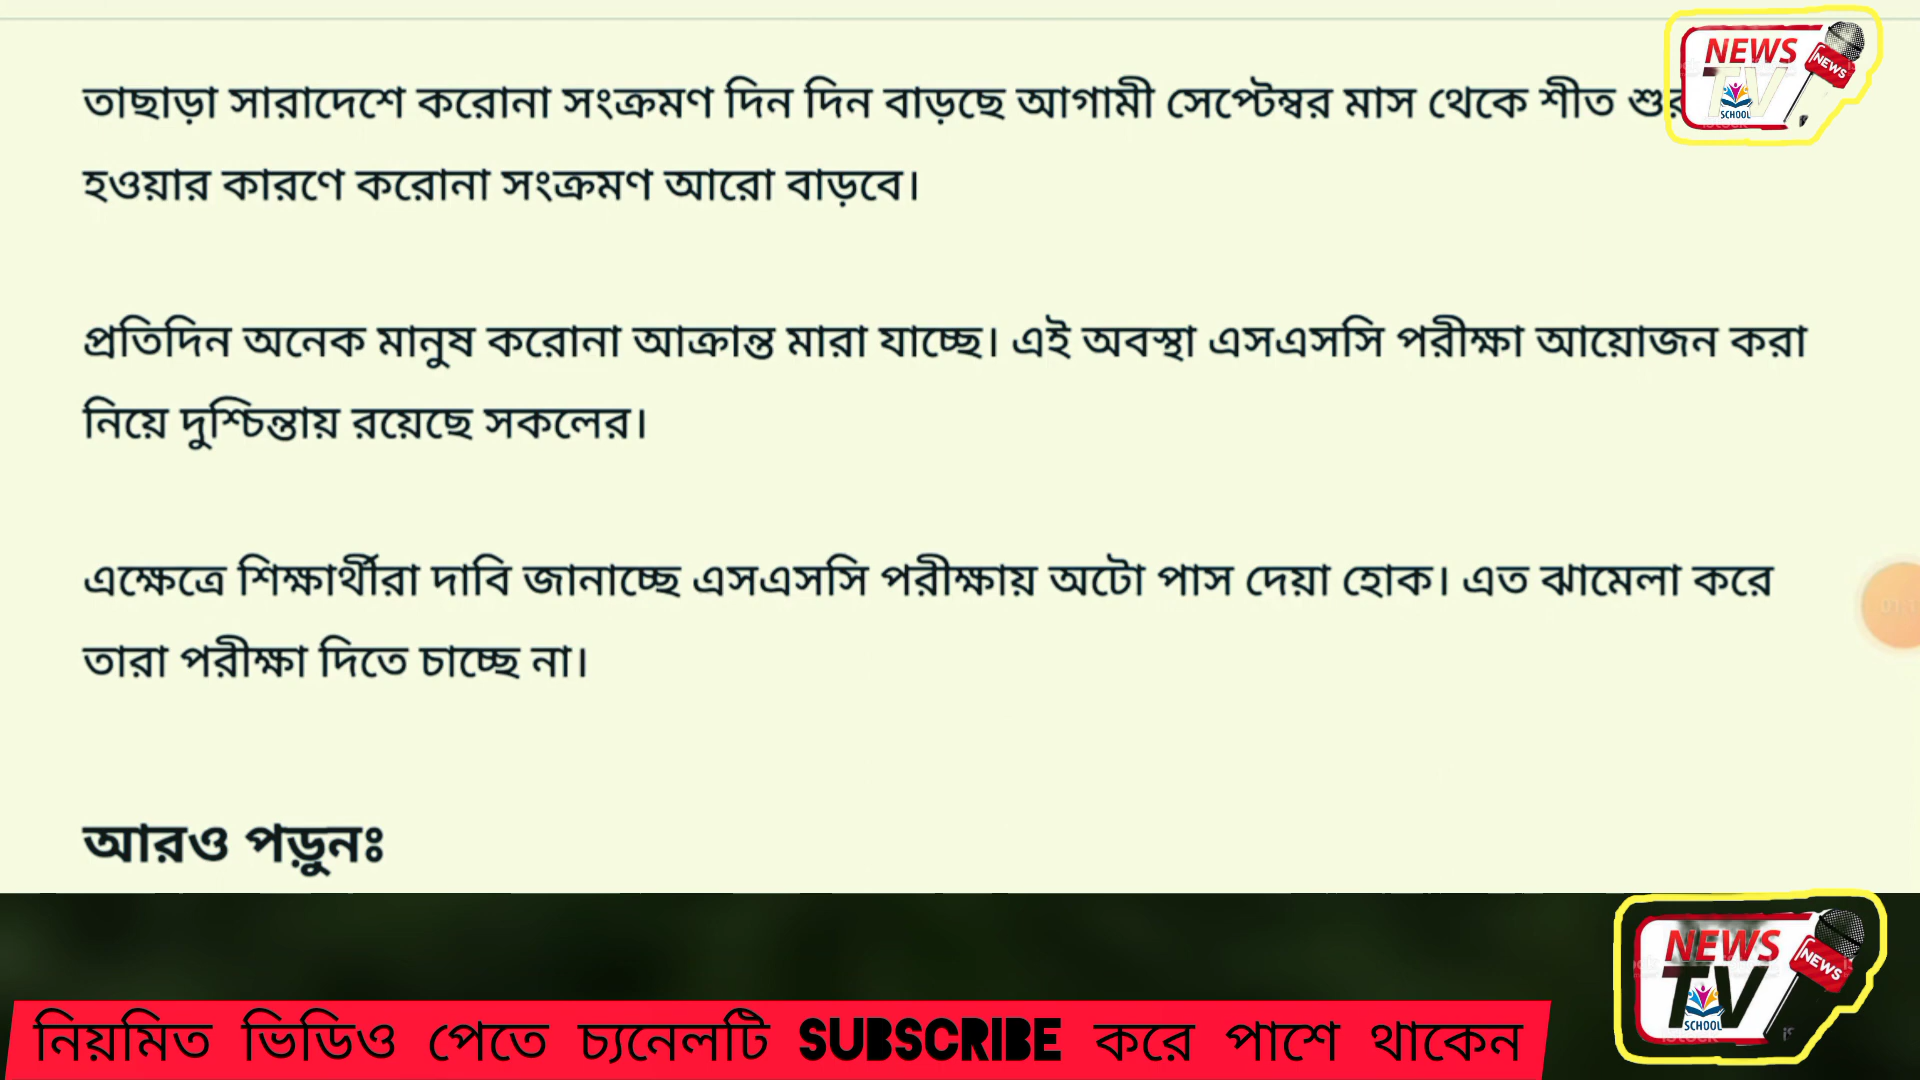 তাছাড়া সারাদেশে করোনা সংক্রমণ দিন দিন বাড়ছে আগামী সেপ্টেম্বর মাস থেকে শীত
হওয়ার কারণে করোনা সংক্রমণ আরো বাড়বে।
প্রতিদিন অনেক মানুষ করোনা আক্রান্ত মারা যাচ্ছে। এই অবস্থা এসএসসি পরীক্ষা আয়োজন করা
নিয়ে দুশ্চিন্তায় রয়েছে সকলের।
এক্ষেত্রে শিক্ষার্থীরা দাবি জানাচ্ছে এসএসসি পরীক্ষায় অটো পাস দেয়া হোক। এত ঝামেলা করে
তারা পরীক্ষা দিতে চাচ্ছে না।
আরও পড়ুনঃ
NEWS
TV
NEWS
SCHOOL
NEWS
TV
NEWS
SCHOOL
নিয়মিত ভিডিও পেতে চ্যনেলটি SUBSCRIBE করে পাশে থাকেন